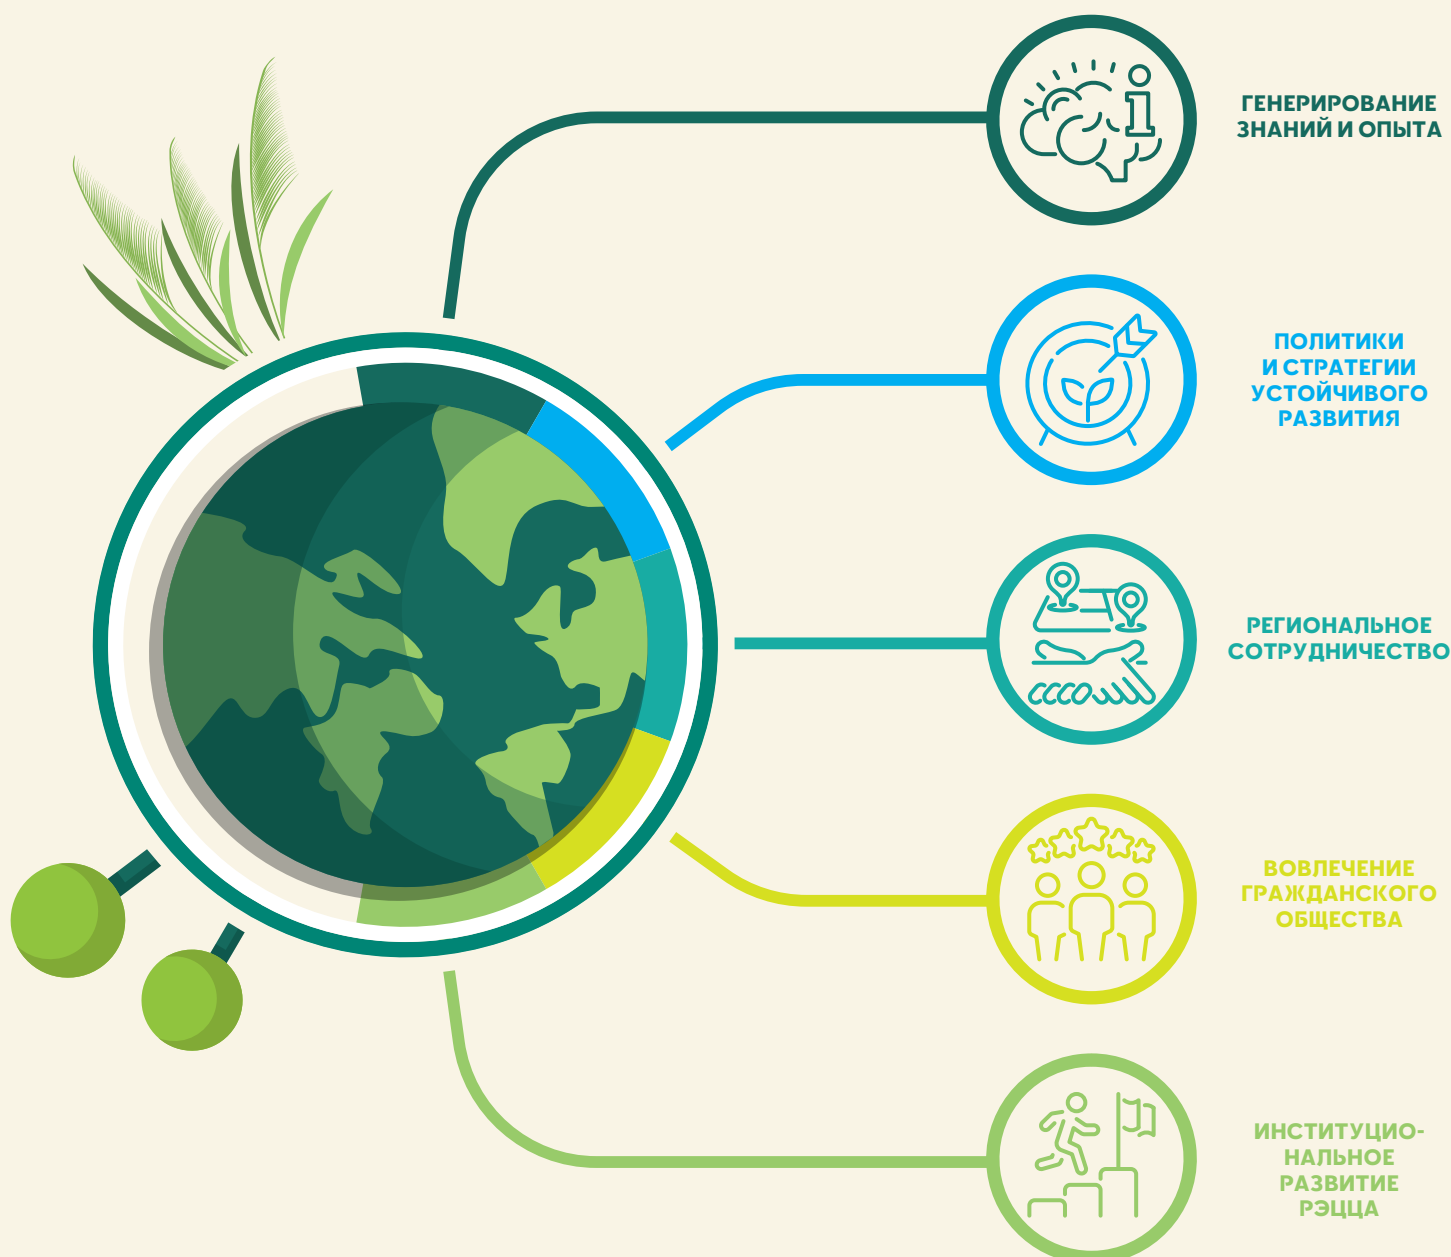 ГЕНЕРИРОВАНИЕ
ЗНАНИЙ И ОПЫТА
ПОЛИТИКИ
И СТРАТЕГИИ
УСТОЙЧИВОГО
РАЗВИТИЯ
РЕГИОНАЛЬНОЕ
СОТРУДНИЧЕСТВО
ВОВЛЕЧЕНИЕ
ГРАЖДАНСКОГО
ОБЩЕСТВА
ИНСТИТУЦИО-
НАЛЬНОЕ
РАЗВИТИЕ
РЭЦЦА